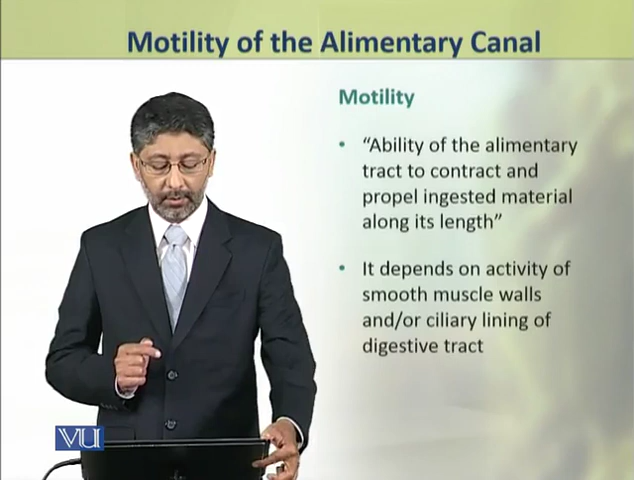 Motility of the Alimentary Canal
Motility
• “Ability of the alimentary
tract to contract and
propel ingested material
along its length”
• It depends on activity of
smooth muscle walls
and/or ciliary lining of
digestive tract
VU